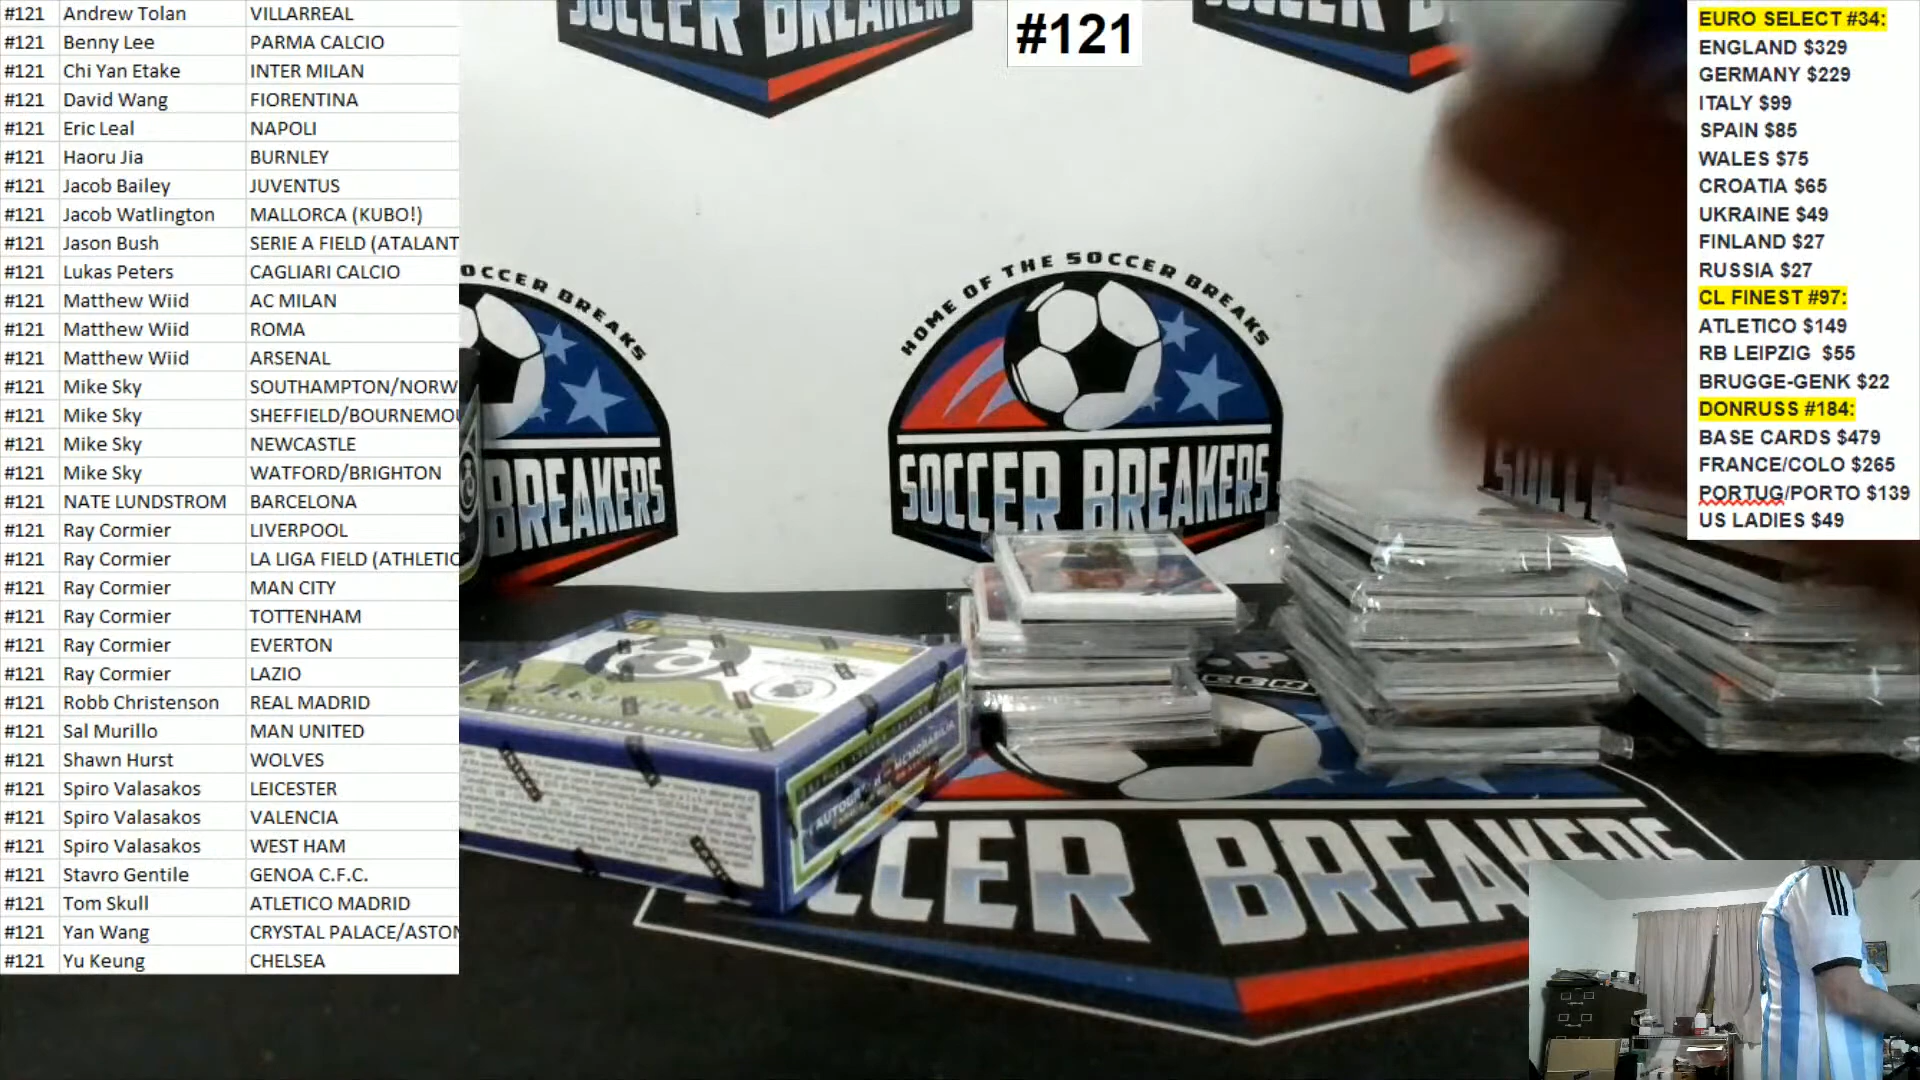 #121 Andrew Tolan VILLARREAL
#121 Benny Lee PARMA CALCIO
#121 Chi Yan Etake INTER MILAN
#121 David Wang FIORENTINA
#121 Eric Leal NAPOLI
#121 Haoru Jia BURNLEY
#121 Jacob Bailey JUVENTUS
#121 Jacob Watlington MALLORCA (KUBO!)
#121 Jason Bush SERIE A FIELD (ATALANT
#121 Lukas Peters CAGLIARI CALCIO
#121 Matthew Wiid AC MILAN
#121 Matthew Wiid ROMA
#121 Matthew Wiid ARSENAL
#121 Mike Sky SOUTHAMPTON/NORW
#121 Mike Sky SHEFFIELD/BOURNEMOU
#121 Mike Sky NEWCASTLE
#121 Mike Sky WATFORD/BRIGHTON
#121 NATE LUNDSTROM BARCELONA
#121 Ray Cormier LIVERPOOL
#121 Ray Cormier LA LIGA FIELD (ATHLETIC
#121 Ray Cormier MAN CITY
#121 Ray Cormier TOTTENHAM
#121 Ray Cormier EVERTON
#121 Ray Cormier LAZIO
#121 Robb Christenson REAL MADRID
#121 Sal Murillo MAN UNITED
#121 Shawn Hurst WOLVES
#121 Spiro Valasakos LEICESTER
#121 Spiro Valasakos VALENCIA
#121 Spiro Valasakos WEST HAM
#121 Stavro Gentile GENOA C.F.C.
#121 Tom Skull ATLETICO MADRID
#121 Yan Wang CRYSTAL PALACE/ASTON
#121 Yu Keung CHELSEA
SOCCER BREAKERS
#121
OCCER BREAKS
BREAKERS
HOME OF THE SOCCER BREAKS
SOCCER BREAKERS
AUTOGR
MEMORABILIA
CCER BREAKERS
EURO SELECT #34:
ENGLAND $329
GERMANY $229
ITALY $99
SPAIN $85
WALES $75
CROATIA $65
UKRAINE $49
FINLAND $27
RUSSIA $27
CL FINEST #97:
ATLETICO $149
RB LEIPZIG $55
BRUGGE-GENK $22
DONRUSS #184:
BASE CARDS $479
FRANCE/COLO $265
PORTUG/PORTO $139
US LADIES $49